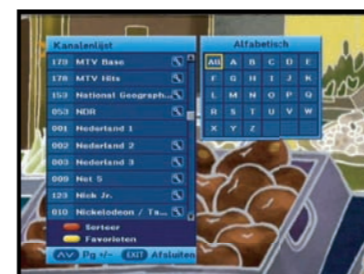 Kanalenlijst
179 MTV Base
178 MTV Hits
153 National Geograph...
053 NDR
001 Nederland 1
002 Nederland 2
003 Nederland 3
009 Net 5
123 Nick Jr.
010 Nickelodeon / Ta...
Sorteer
Favorieten
Pg +/- EXIT Afsluiten
Alfabetisch
All A B C D E
F G H I J K
L M N O P Q
R S T U V W
X Y Z